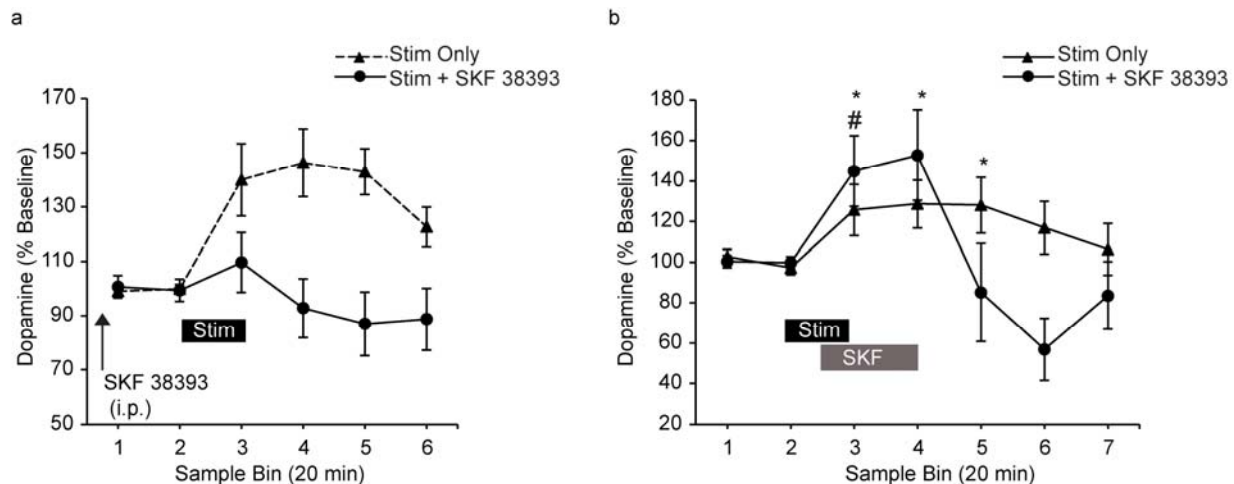 a
Stim Only
Stim + SKF 38393
170
150
130
110
90
70
50
Dopamine (% Baseline)
Stim
SKF 38393
(i.p.)
1 2 3 4 5 6
Sample Bin (20 min)
b
Stim Only
Stim + SKF 38393
180
160
140
120
100
80
60
40
20
Dopamine (% Baseline)
* *
#
*
Stim
SKF
1 2 3 4 5 6 7
Sample Bin (20 min)